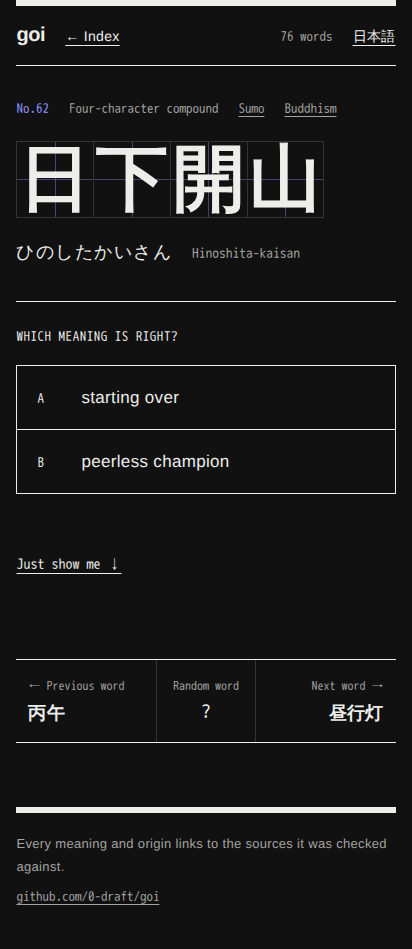 goi ← Index 76 words 日本語
No.62 Four-character compound Sumo Buddhism
日下開山
ひのしたかいさん Hinoshita-kaisan
WHICH MEANING IS RIGHT?
A starting over
B peerless champion
Just show me ↓
← Previous word Random word Next word →
丙午 ? 昼行灯
Every meaning and origin links to the sources it was checked
against.
github.com/0-draft/goi